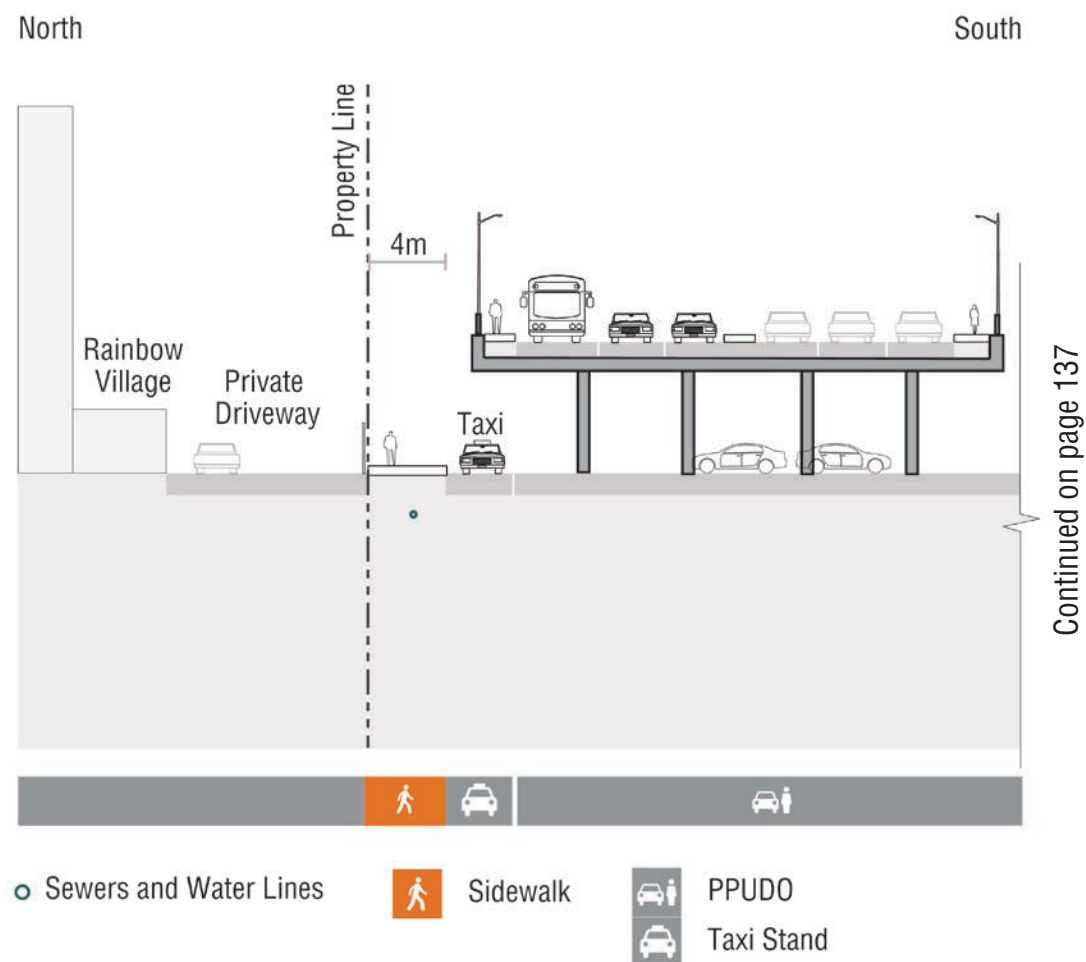 North
South
Property Line
4m
Rainbow
Village
Private
Driveway
Taxi
Continued on page 137
Sewers and Water Lines
Sidewalk
PPUDO
Taxi Stand